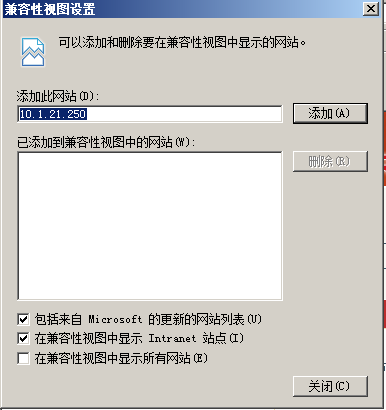 兼容性视图设置
可以添加和删除要在兼容性视图中显示的网站。
添加此网站(D):
10.1.21.250
添加(A)
已添加到兼容性视图中的网站(W):
删除(R)
包括来自 Microsoft 的更新的网站列表(U)
在兼容性视图中显示 Intranet 站点(I)
在兼容性视图中显示所有网站(E)
关闭(C)